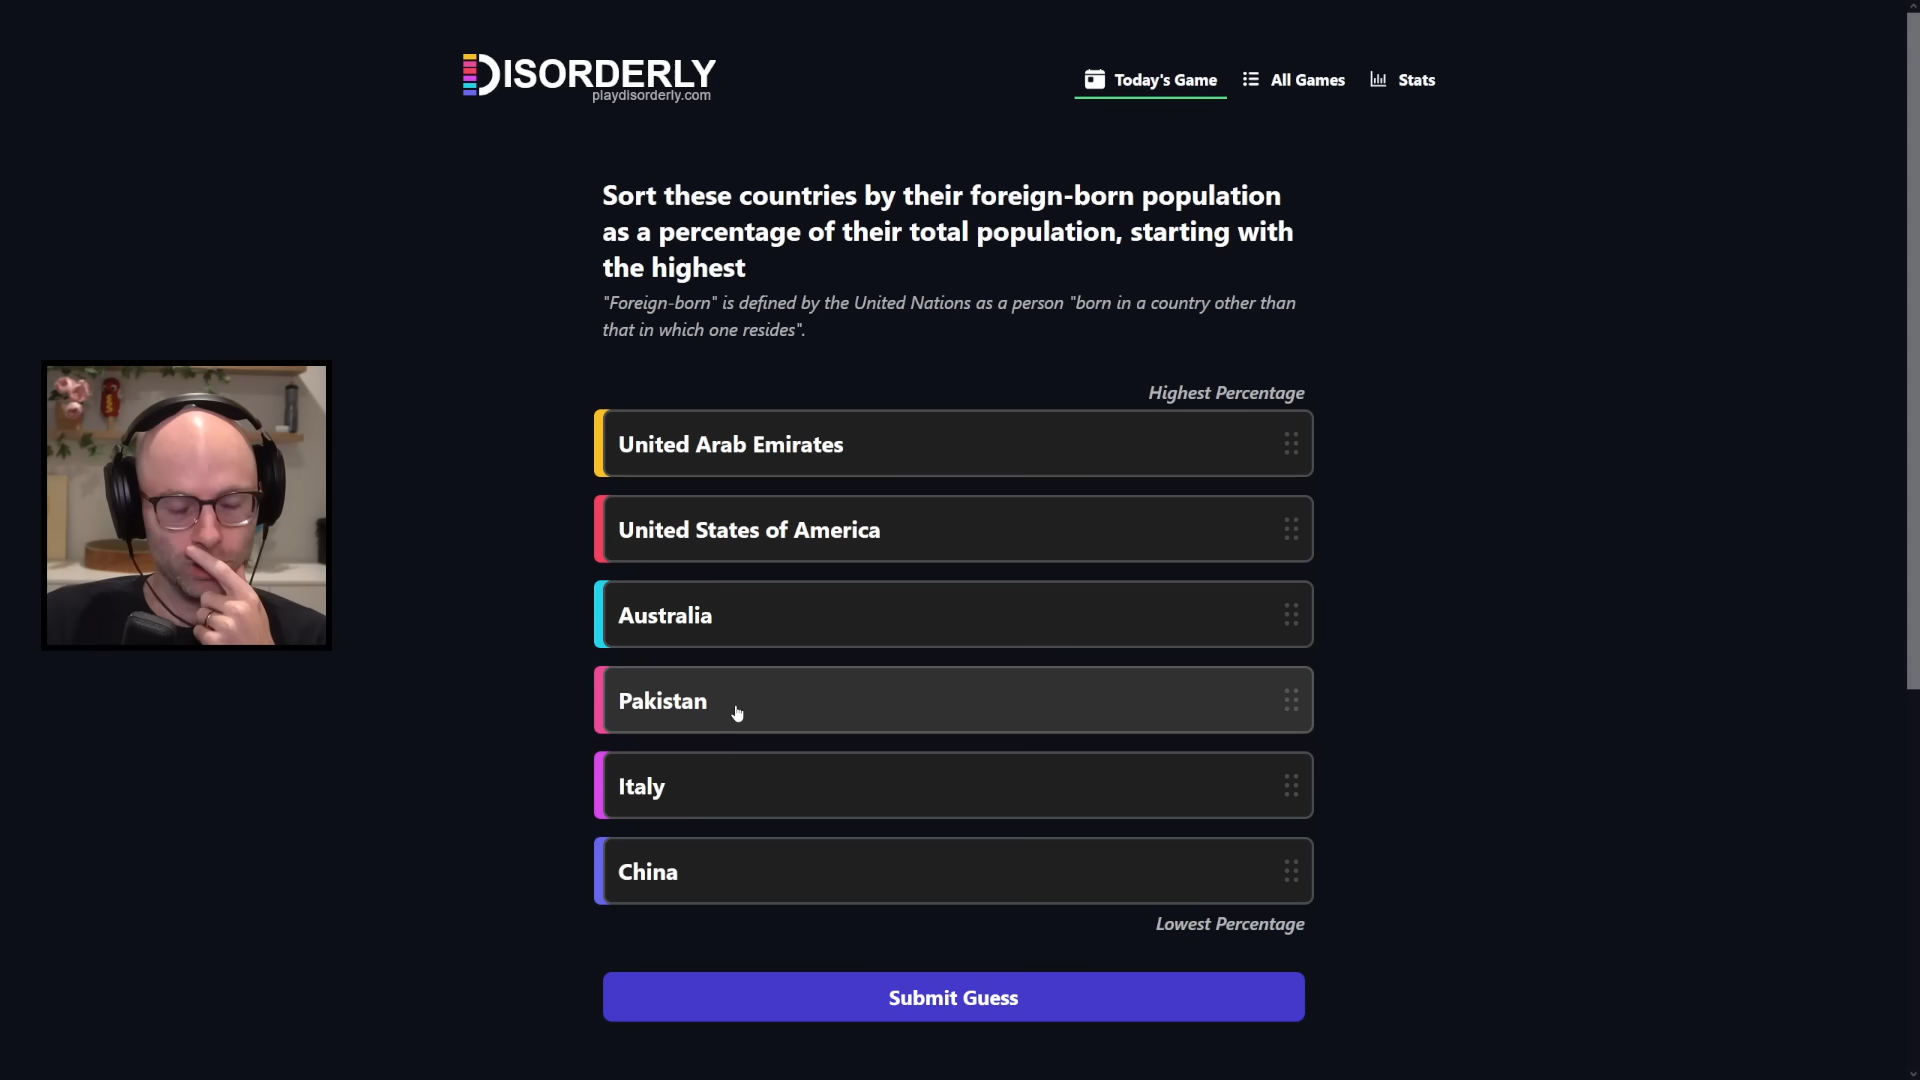 DISORDERLY
playdisorderly.com
Today's Game
All Games
Stats
Sort these countries by their foreign-born population
as a percentage of their total population, starting with
the highest
"Foreign-born" is defined by the United Nations as a person "born in a country other than
that in which one resides".
Highest Percentage
United Arab Emirates
United States of America
Australia
Pakistan
Italy
China
Lowest Percentage
Submit Guess